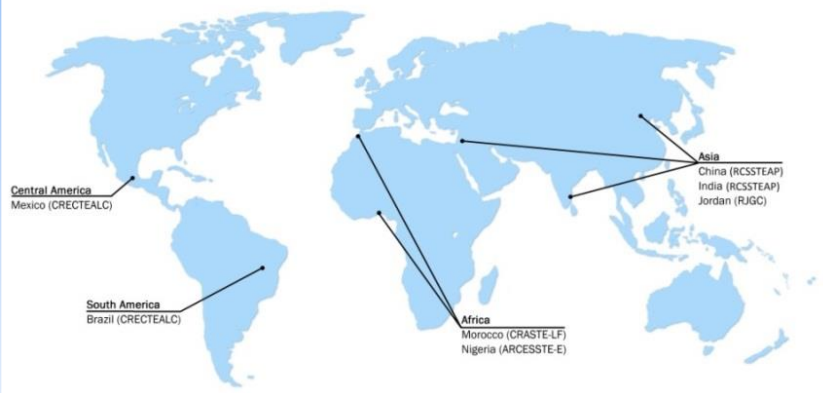 Asia
China (RCSSTEAP)
India (RCSSTEAP)
Jordan (RJGC)
Central America
Mexico (CRECTEALC)
South America
Brazil (CRECTEALC)
Africa
Morocco (CRASTE-LF)
Nigeria (ARCESSTE-E)